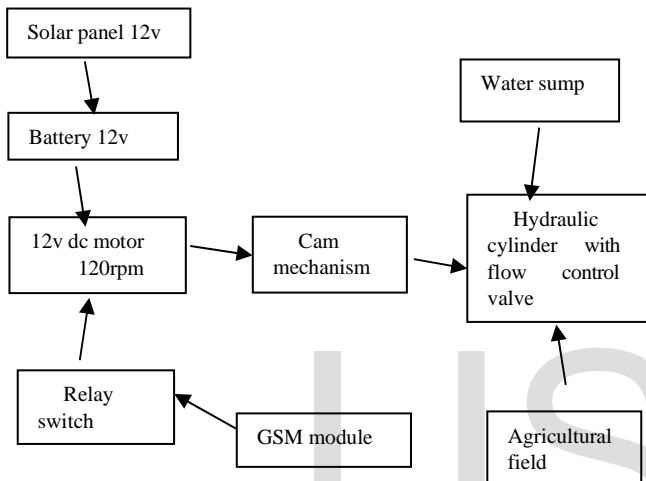 Solar panel 12v
Water sump
Battery 12v
12v dc motor
120rpm
Cam
mechanism
Hydraulic
cylinder with
flow control
valve
Relay
switch
GSM module
Agricultural
field